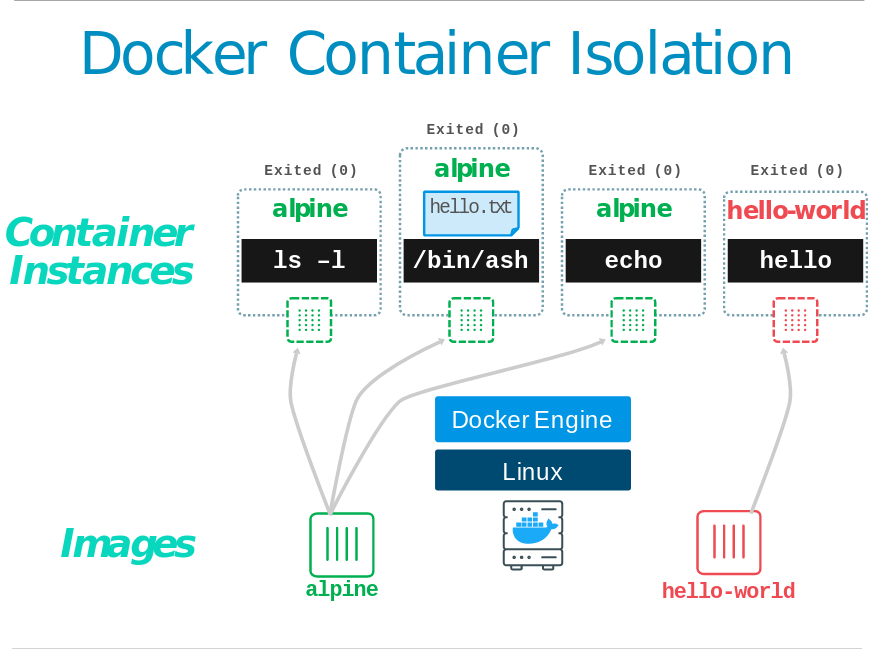 Docker Container Isolation
Exited (0)
Exited (0)
Exited (0)
Exited (0)
alpine
alpine
alpine
hello-world
hello.txt
Container
Instances
ls –l
/bin/ash
echo
hello
Docker Engine
Linux
Images
alpine
hello-world